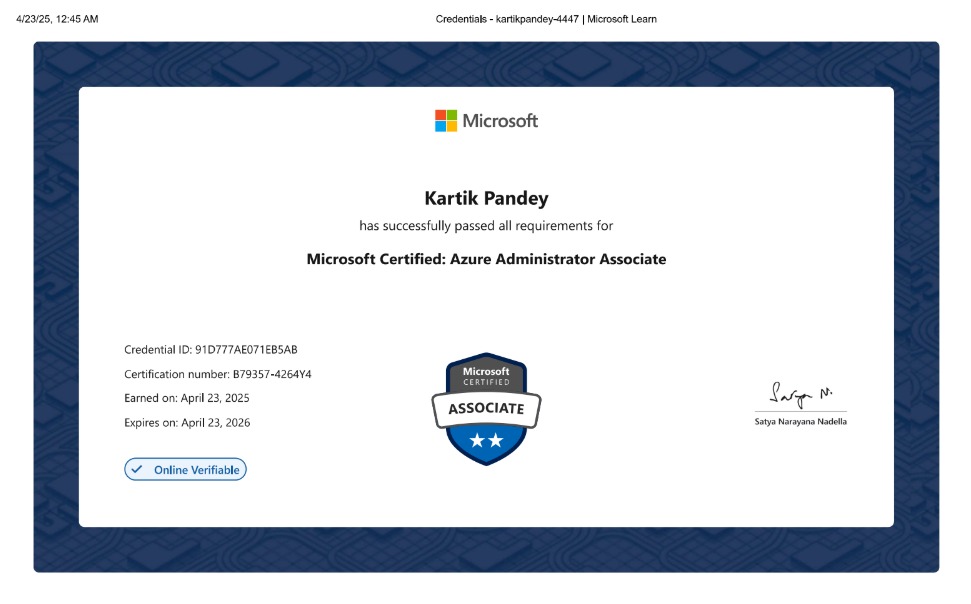 4/23/25, 12:45 AM
Credentials - kartikpandey-4447 | Microsoft Learn
Microsoft
Kartik Pandey
has successfully passed all requirements for
Microsoft Certified: Azure Administrator Associate
Credential ID: 91D777AE071EB5AB
Certification number: B79357-4264Y4
Earned on: April 23, 2025
Expires on: April 23, 2026
Online Verifiable
Microsoft
CERTIFIED
ASSOCIATE
Satya N.
Satya Narayana Nadella